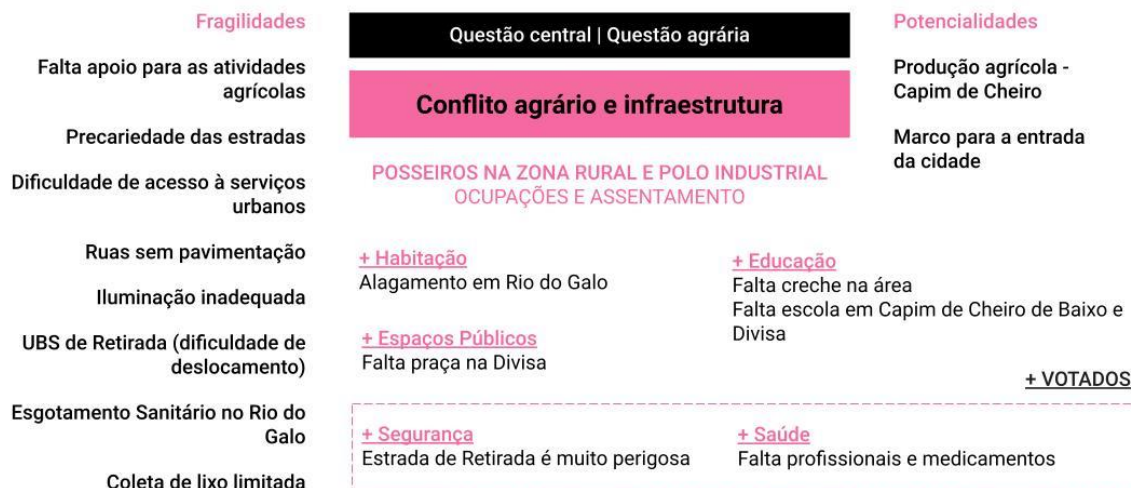 Fragilidades
Falta apoio para as atividades
agrícolas
Precariedade das estradas
Dificuldade de acesso à serviços
urbanos
Ruas sem pavimentação
Iluminação inadequada
UBS de Retirada (dificuldade de
deslocamento)
Esgotamento Sanitário no Rio do
Galo
Coleta de lixo limitada
Questão central | Questão agrária
Conflito agrário e infraestrutura
POSSEIROS NA ZONA RURAL E POLO INDUSTRIAL
OCUPAÇÕES E ASSENTAMENTO
+ Habitação
Alagamento em Rio do Galo
+ Espaços Públicos
Falta praça na Divisa
+ Educação
Falta creche na área
Falta escola em Capim de Cheiro de Baixo e
Divisa
+ VOTADOS
+ Segurança
Estrada de Retirada é muito perigosa
+ Saúde
Falta profissionais e medicamentos
Potencialidades
Produção agrícola -
Capim de Cheiro
Marco para a entrada
da cidade